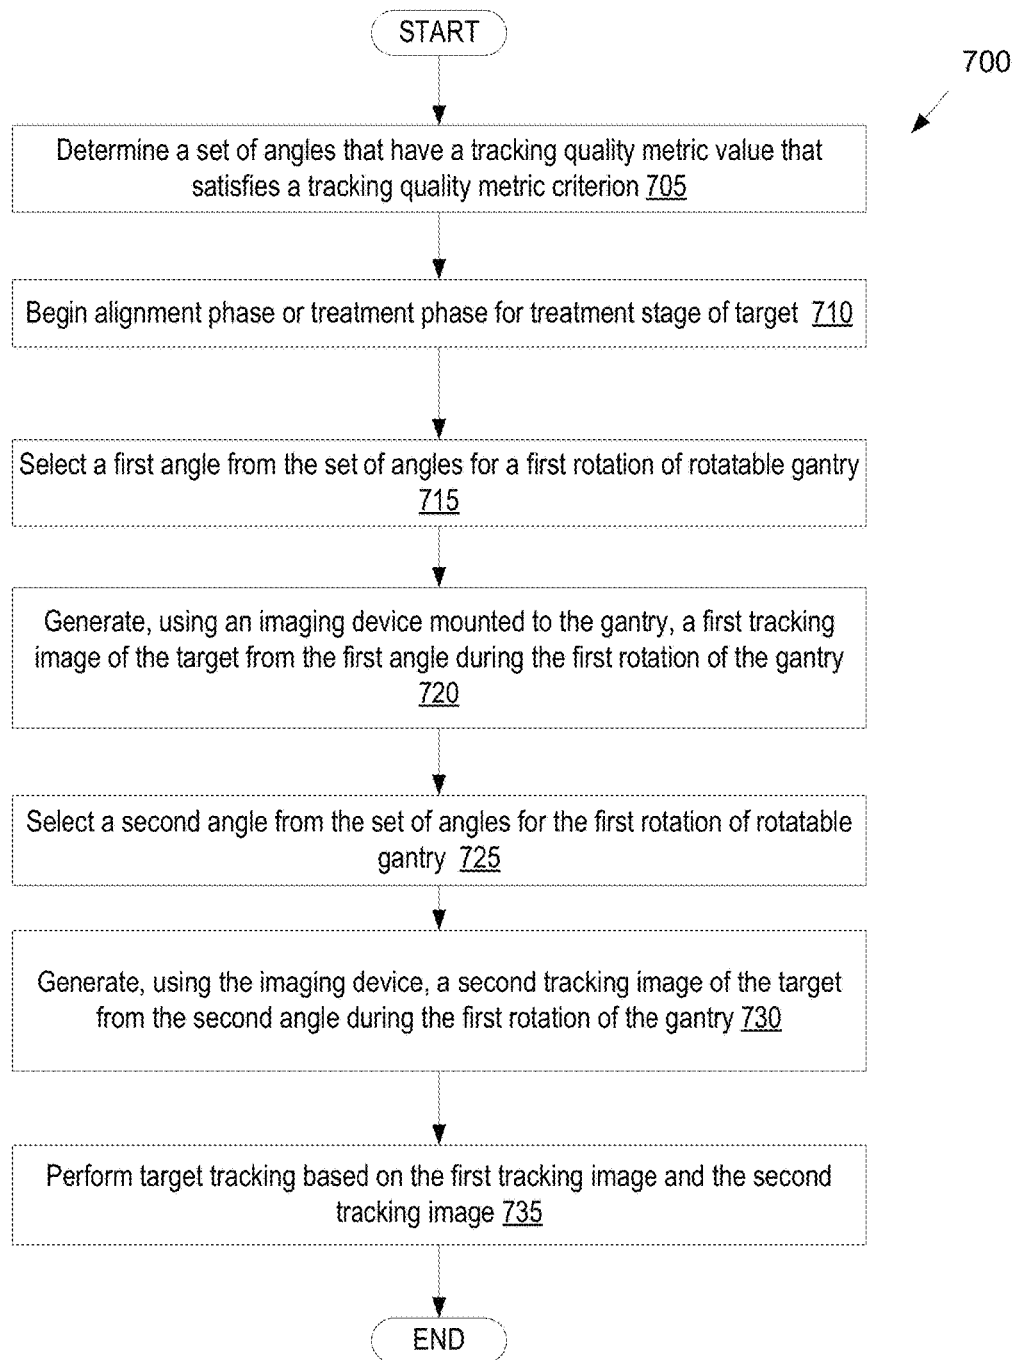 START
700
Determine a set of angles that have a tracking quality metric value that
satisfies a tracking quality metric criterion 705
Begin alignment phase or treatment phase for treatment stage of target 710
Select a first angle from the set of angles for a first rotation of rotatable gantry
715
Generate, using an imaging device mounted to the gantry, a first tracking
image of the target from the first angle during the first rotation of the gantry
720
Select a second angle from the set of angles for the first rotation of rotatable
gantry 725
Generate, using the imaging device, a second tracking image of the target
from the second angle during the first rotation of the gantry 730
Perform target tracking based on the first tracking image and the second
tracking image 735
END